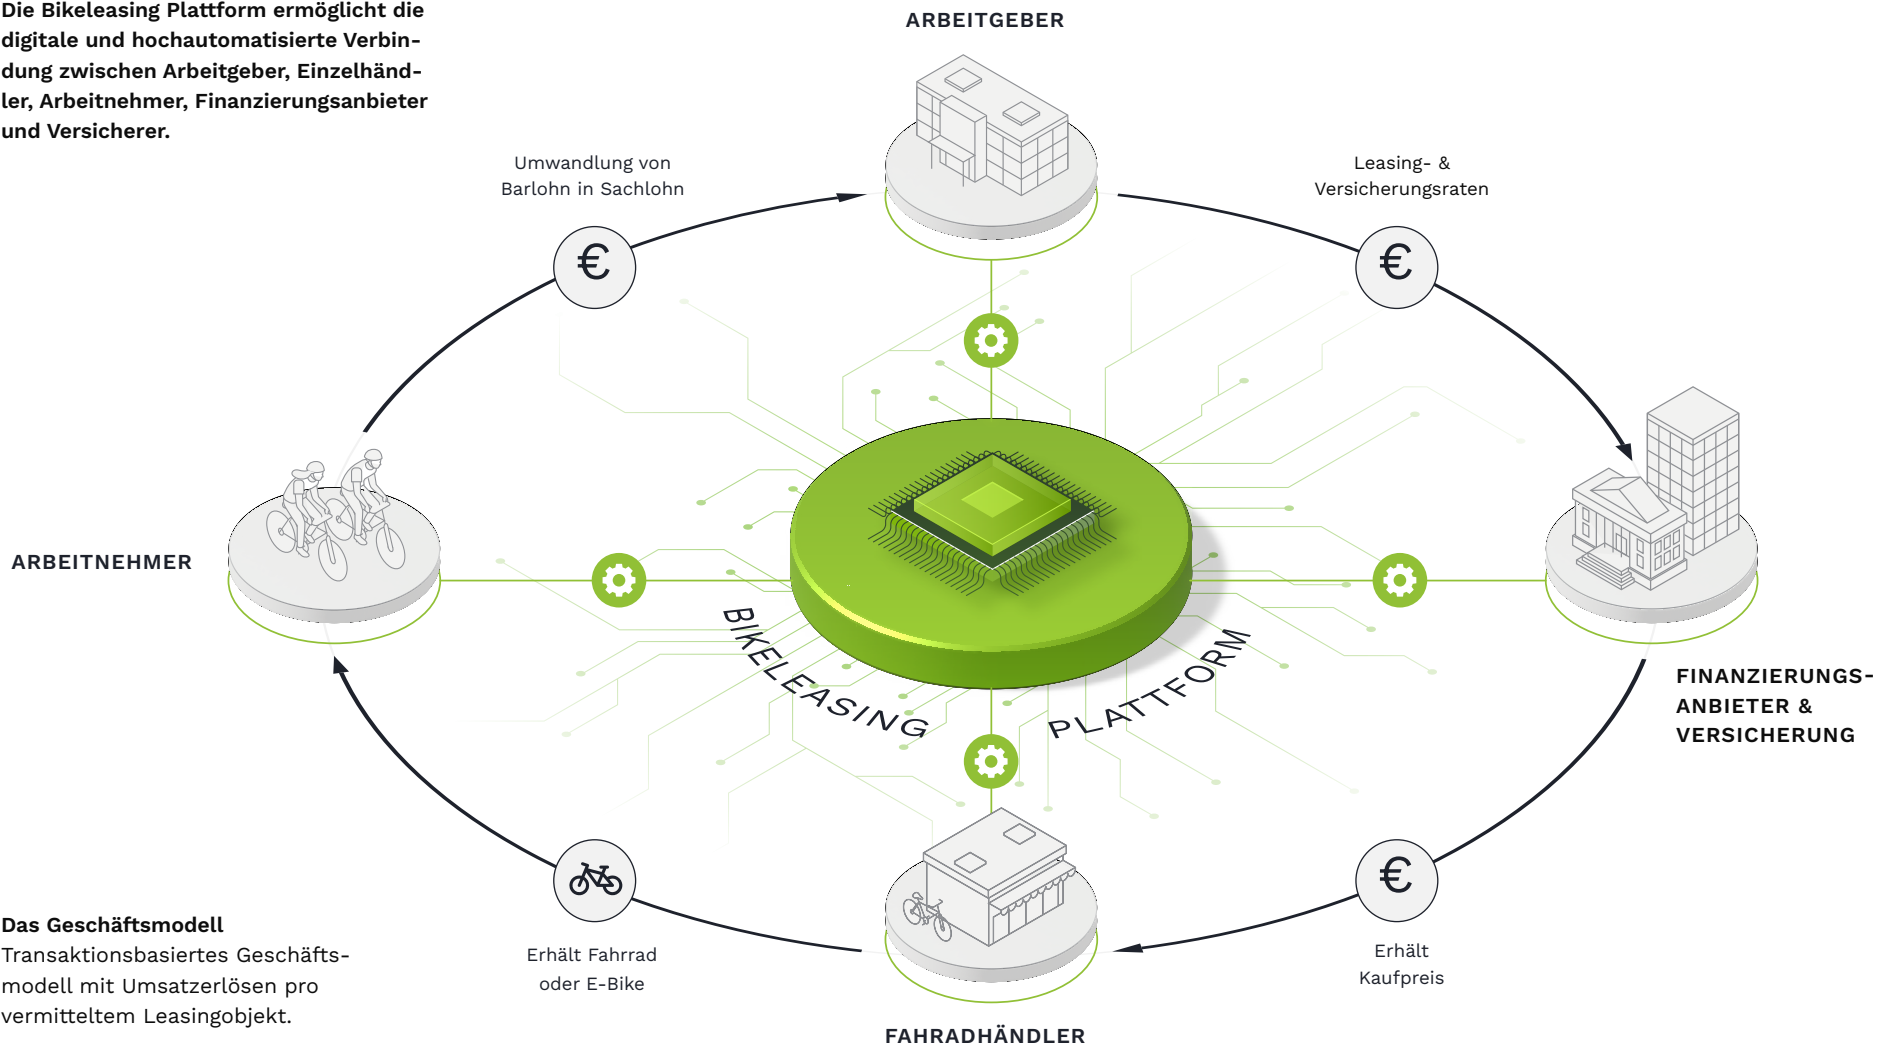 Die Bikeleasing Plattform ermöglicht die
digitale und hochautomatisierte Verbin-
dung zwischen Arbeitgeber, Einzelhänd-
ler, Arbeitnehmer, Finanzierungsanbieter
und Versicherer.
ARBEITGEBER
Umwandlung von
Barlohn in Sachlohn
€
Leasing- &
Versicherungsraten
€
ARBEITNEHMER
BIKELEASING PLATTFORM
FINANZIERUNGS-
ANBIETER &
VERSICHERUNG
€
Erhält
Kaufpreis
Erhält Fahrrad
oder E-Bike
FAHRRADHÄNDLER
Das Geschäftsmodell
Transaktionsbasiertes Geschäfts-
modell mit Umsatzerlösen pro
vermitteltem Leasingobjekt.